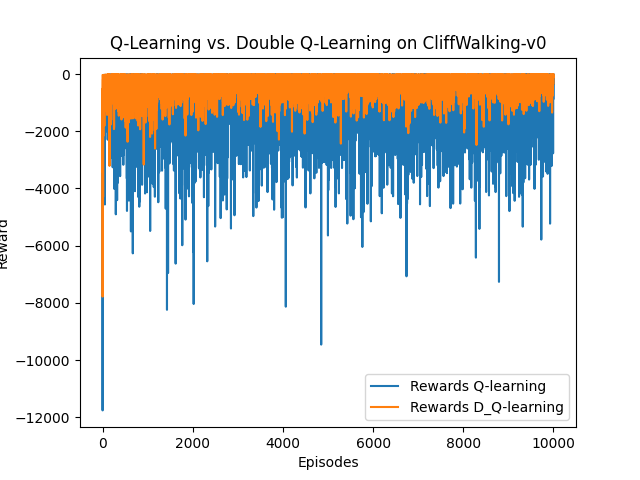 Q-Learning vs. Double Q-Learning on CliffWalking-v0
0
−2000
−4000
−6000
−8000
−10000
−12000
Reward
0 2000 4000 6000 8000 10000
Episodes
Rewards Q-learning
Rewards D_Q-learning